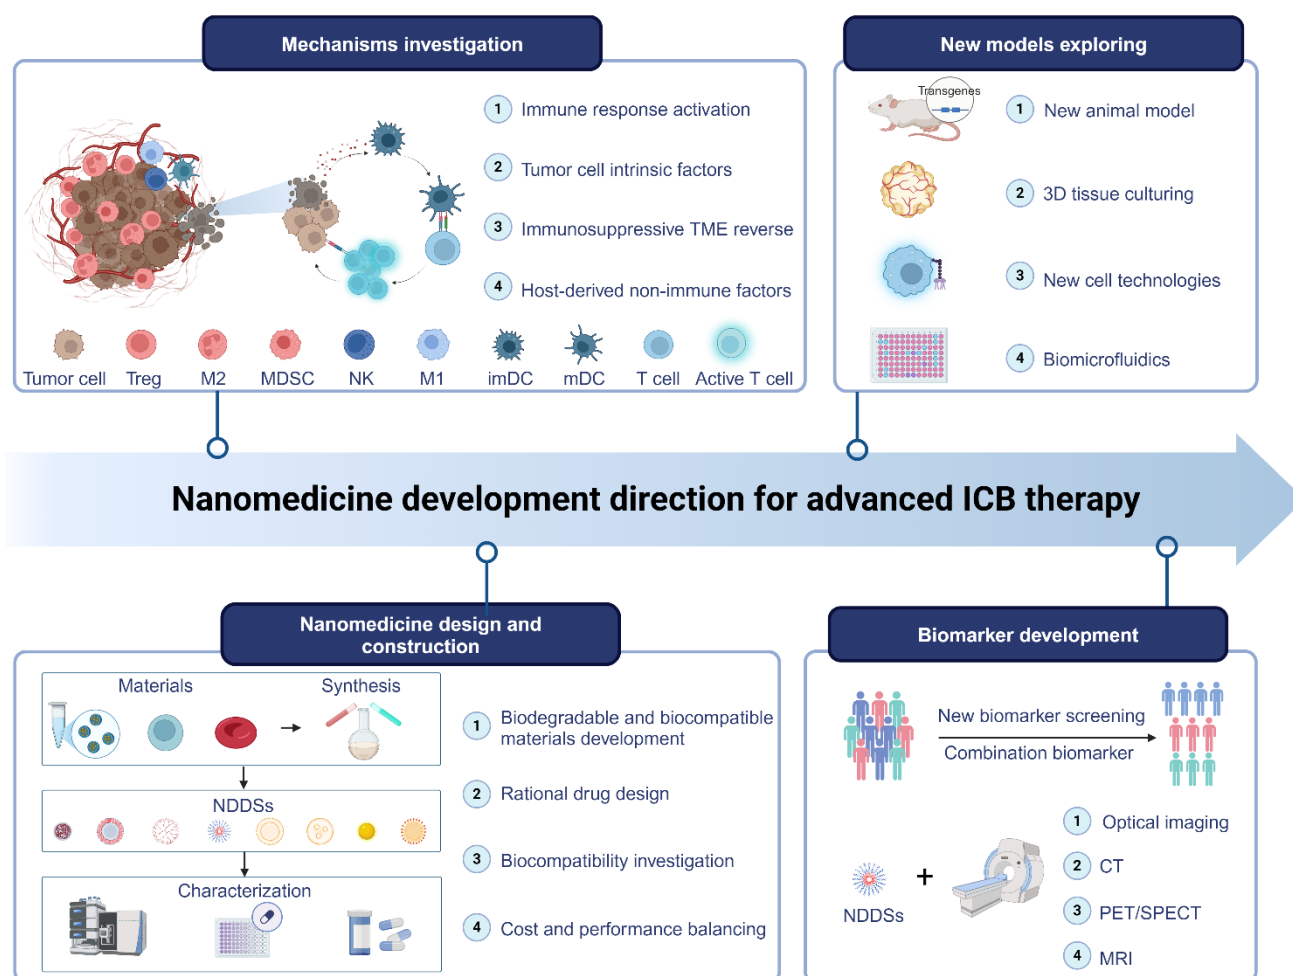 Mechanisms investigation
1 Immune response activation
2 Tumor cell intrinsic factors
3 Immunosuppressive TME reverse
4 Host-derived non-immune factors
Tumor cell Treg M2 MDSC NK M1 imDC mDC T cell Active T cell
New models exploring
Transgenes
1 New animal model
2 3D tissue culturing
3 New cell technologies
4 Biomicrofluidics
Nanomedicine development direction for advanced ICB therapy
Nanomedicine design and
construction
Materials Synthesis
NDDSs
Characterization
1 Biodegradable and biocompatible
materials development
2 Rational drug design
3 Biocompatibility investigation
4 Cost and performance balancing
Biomarker development
New biomarker screening
Combination biomarker
NDDSs
+
1 Optical imaging
2 CT
3 PET/SPECT
4 MRI